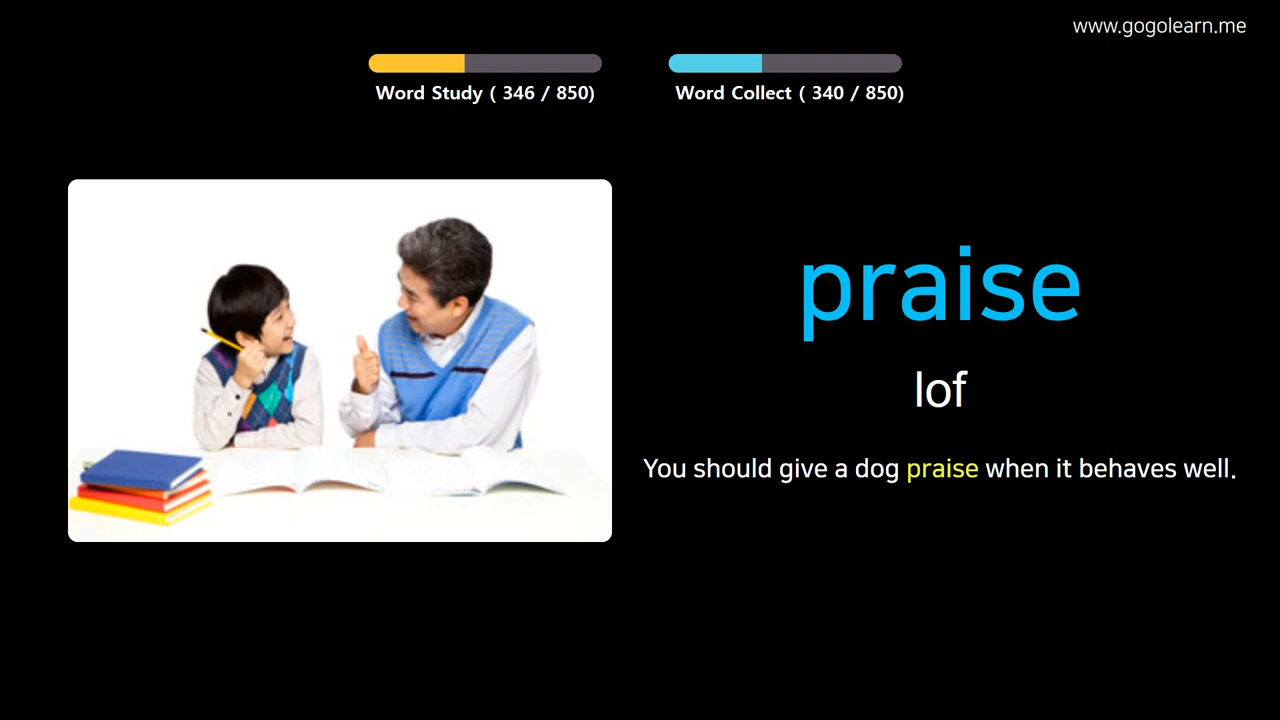 www.gogolearn.me
Word Study ( 346 / 850)
Word Collect ( 340 / 850)
praise
lof
You should give a dog praise when it behaves well.